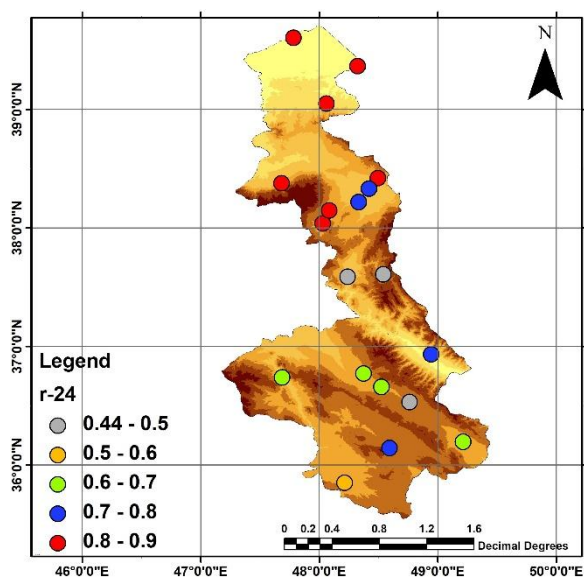 N
39°0'0"N
38°0'0"N
37°0'0"N
36°0'0"N
Legend
r-24
0.44 - 0.5
0.5 - 0.6
0.6 - 0.7
0.7 - 0.8
0.8 - 0.9
0 0.2 0.4 0.8 1.2 1.6
Decimal Degrees
46°0'0"E 47°0'0"E 48°0'0"E 49°0'0"E 50°0'0"E